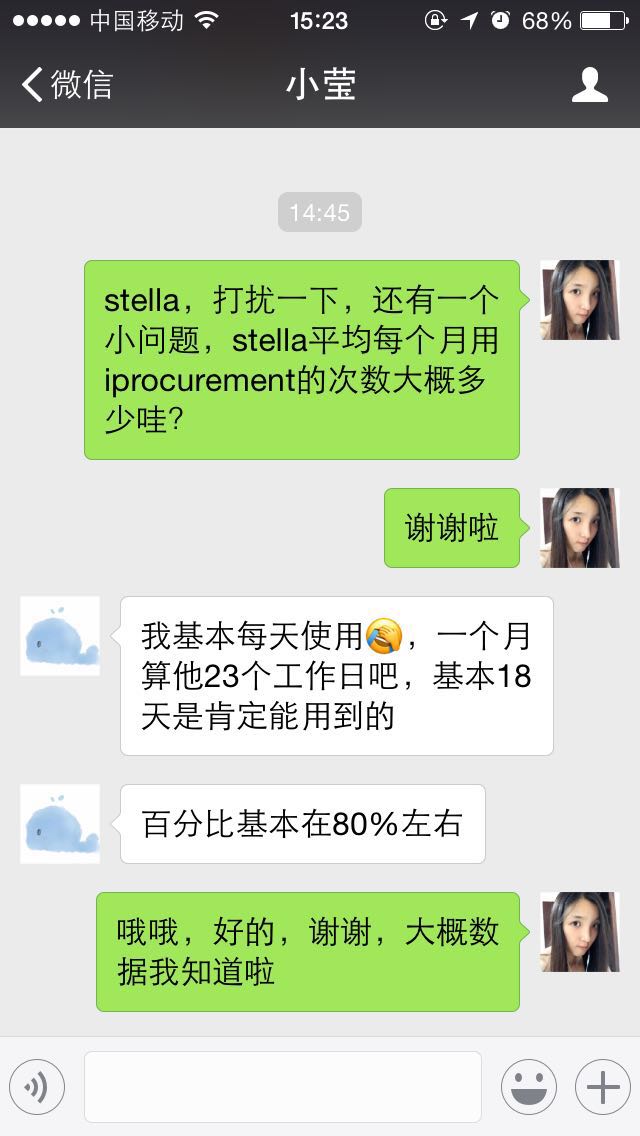 中国移动 15:23 68%
微信 小莹
14:45
stella，打扰一下，还有一个
小问题，stella平均每个月用
iprocurement的次数大概多
少哇？
谢谢啦
我基本每天使用🤦，一个月
算他23个工作日吧，基本18
天是肯定能用到的
百分比基本在80%左右
哦哦，好的，谢谢，大概数
据我知道啦